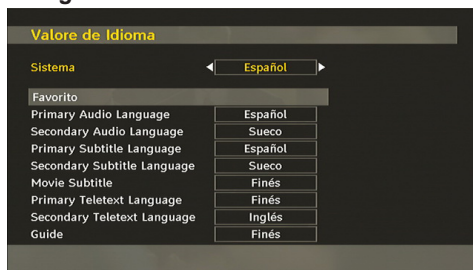 Valore de Idioma
Sistema Español
Favorito
Primary Audio Language Español
Secondary Audio Language Sueco
Primary Subtitle Language Español
Secondary Subtitle Language Sueco
Movie Subtitle Finés
Primary Teletext Language Finés
Secondary Teletext Language Inglés
Guide Finés